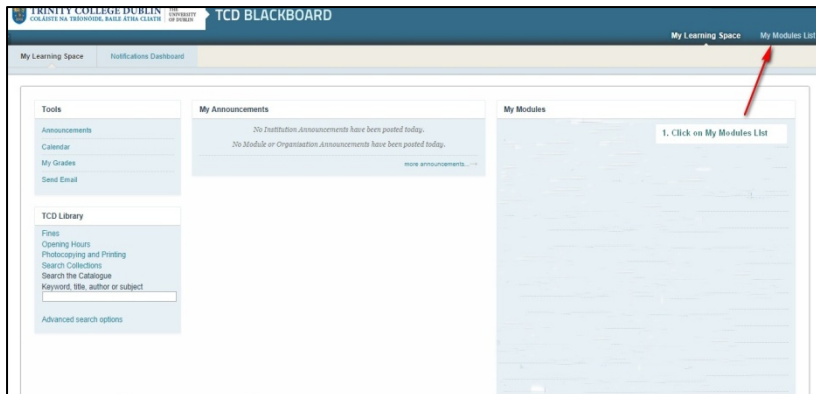 TRINITY COLLEGE DUBLIN
COLÁISTE NA TRÍONÓIDE, BAILE ÁTHA CLIATH
THE
UNIVERSITY
OF DUBLIN
TCD BLACKBOARD
My Learning Space
My Modules List
My Learning Space
Notifications Dashboard
Tools
Announcements
Calendar
My Grades
Send Email
TCD Library
Fines
Opening Hours
Photocopying and Printing
Search Collections
Search the Catalogue
Keyword, title, author or subject
Advanced search options
My Announcements
No Institution Announcements have been posted today.
No Module or Organisation Announcements have been posted today.
more announcements...→
My Modules
1. Click on My Modules LIst